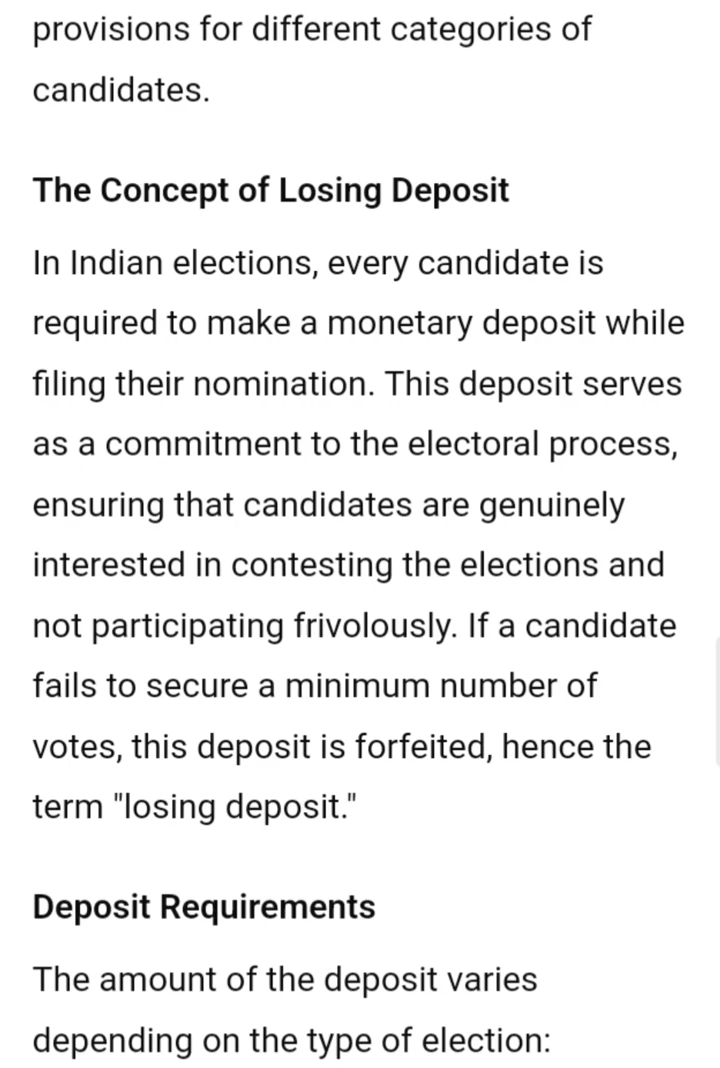 provisions for different categories of
candidates.
The Concept of Losing Deposit
In Indian elections, every candidate is
required to make a monetary deposit while
filing their nomination. This deposit serves
as a commitment to the electoral process,
ensuring that candidates are genuinely
interested in contesting the elections and
not participating frivolously. If a candidate
fails to secure a minimum number of
votes, this deposit is forfeited, hence the
term "losing deposit."
Deposit Requirements
The amount of the deposit varies
depending on the type of election: